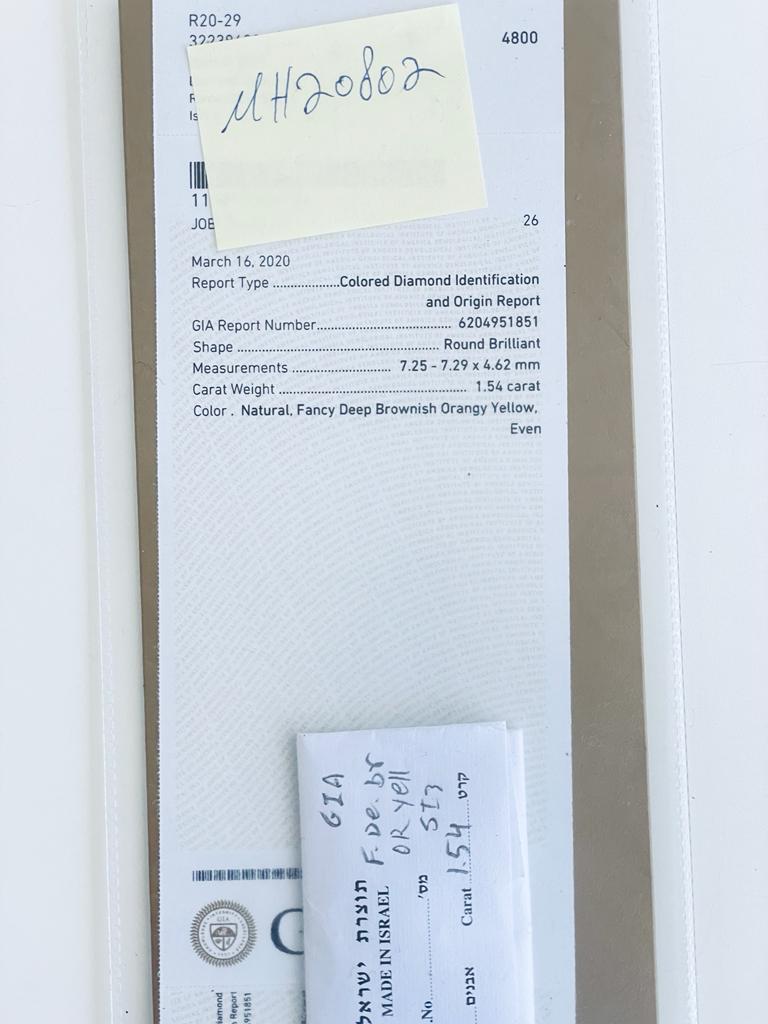 R20-29
4800
MH20802
11
JOE
26
March 16, 2020
Report Type ...................Colored Diamond Identification
and Origin Report
GIA Report Number............................................. 6204951851
Shape .................................................................. Round Brilliant
Measurements ................................. 7.25 - 7.29 x 4.62 mm
Carat Weight ............................................................... 1.54 carat
Color . Natural, Fancy Deep Brownish Orangy Yellow,
Even
GIA
F. De. br
OR yell
SI3
תוצרת ישראל
MADE IN ISRAEL
מס' .................No.
קרט 1.54 Carat אבנים
GIA
G
951851